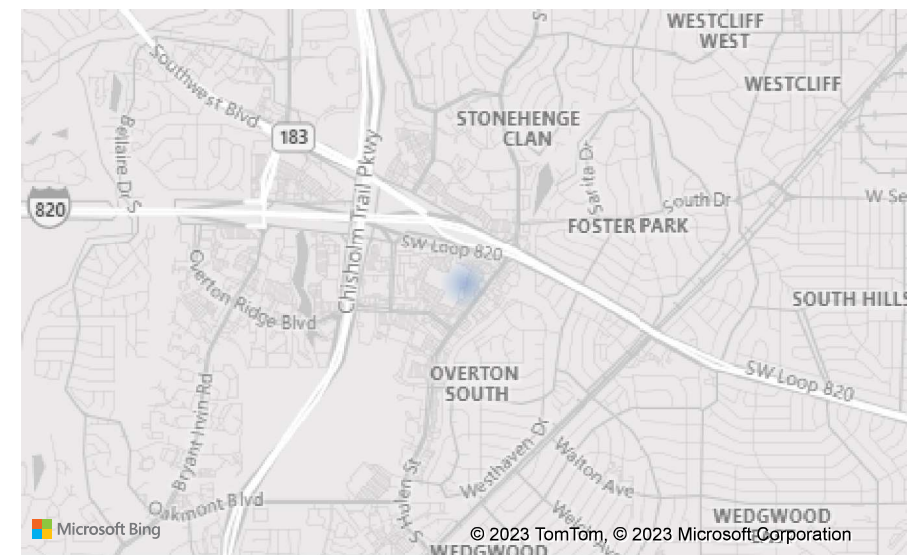 WESTCLIFF
WEST
Southwest Blvd
WESTCLIFF
Bellaire Dr S
STONEHENGE
CLAN
183
Chisholm Trail Pkwy
Sarita Dr
South Dr
W Se
820
FOSTER PARK
SW Loop 820
Overton Ridge Blvd
SOUTH HILLS
OVERTON
SOUTH
SW Loop 820
Bryant Irvin Rd
Westhaven Dr
Walton Ave
S Hulen St
Oakmont Blvd
WEDGWOOD
Microsoft Bing
© 2023 TomTom, © 2023 Microsoft Corporation
WEDGWOOD